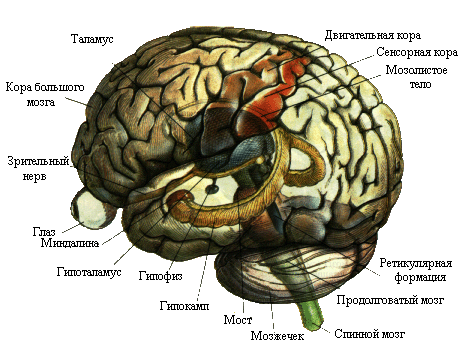 Таламус
Двигательная кора
Сенсорная кора
Мозолистое
тело
Кора большого
мозга
Зрительный
нерв
Глаз
Миндалина
Гипоталамус
Гипофиз
Гипокамп
Мост
Мозжечек
Ретикулярная
формация
Продолговатый мозг
Спинной мозг